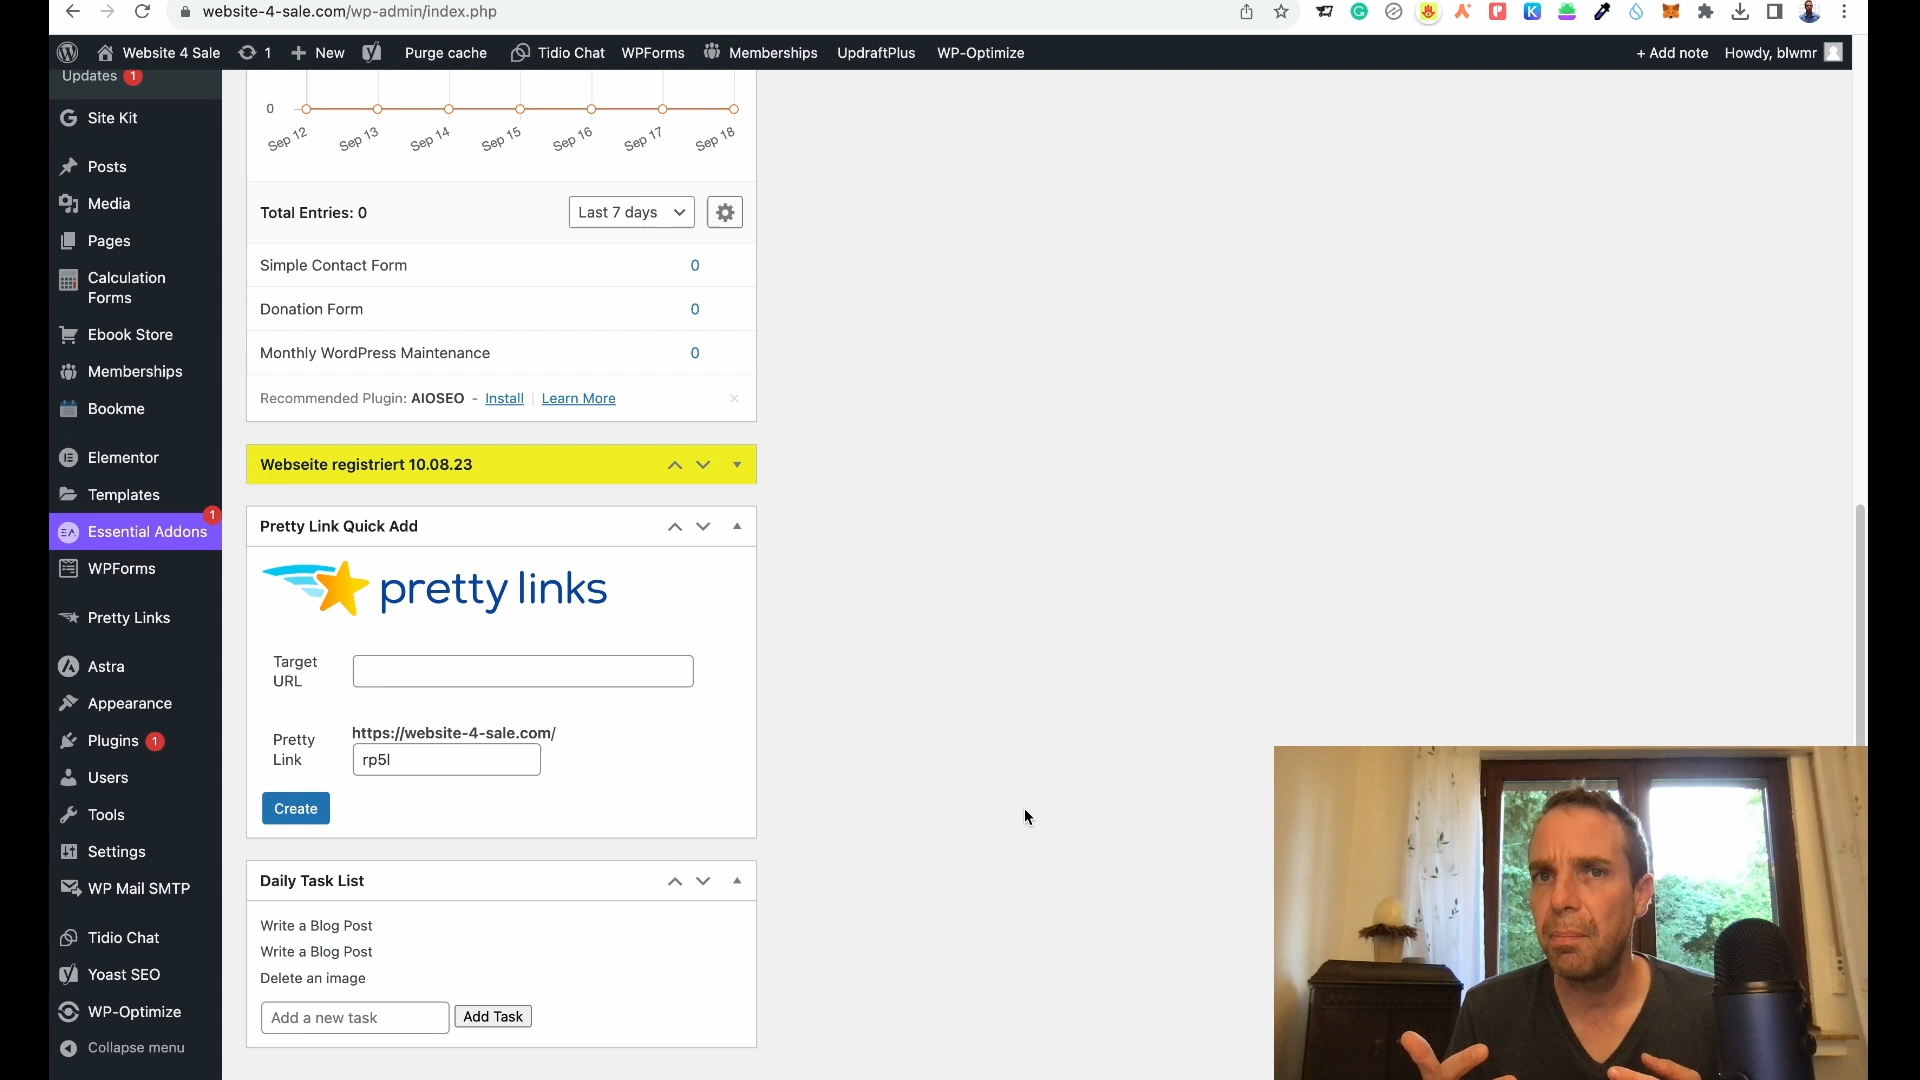 website-4-sale.com/wp-admin/index.php
Website 4 Sale
1
New
Purge cache
Tidio Chat
WPForms
Memberships
UpdraftPlus
WP-Optimize
+ Add note
Howdy, blwmr
Updates 1
Site Kit
Posts
Media
Pages
Calculation
Forms
Ebook Store
Memberships
Bookme
Elementor
Templates
1
Essential Addons
WPForms
Pretty Links
Astra
Appearance
Plugins 1
Users
Tools
Settings
WP Mail SMTP
Tidio Chat
Yoast SEO
WP-Optimize
Collapse menu
0
Sep 12
Sep 13
Sep 14
Sep 15
Sep 16
Sep 17
Sep 18
Total Entries: 0
Last 7 days
Simple Contact Form 0
Donation Form 0
Monthly WordPress Maintenance 0
Recommended Plugin: AIOSEO - Install | Learn More
Webseite registriert 10.08.23
Pretty Link Quick Add
pretty links
Target
URL
Pretty
Link
https://website-4-sale.com/
rp5l
Create
Daily Task List
Write a Blog Post
Write a Blog Post
Delete an image
Add a new task
Add Task